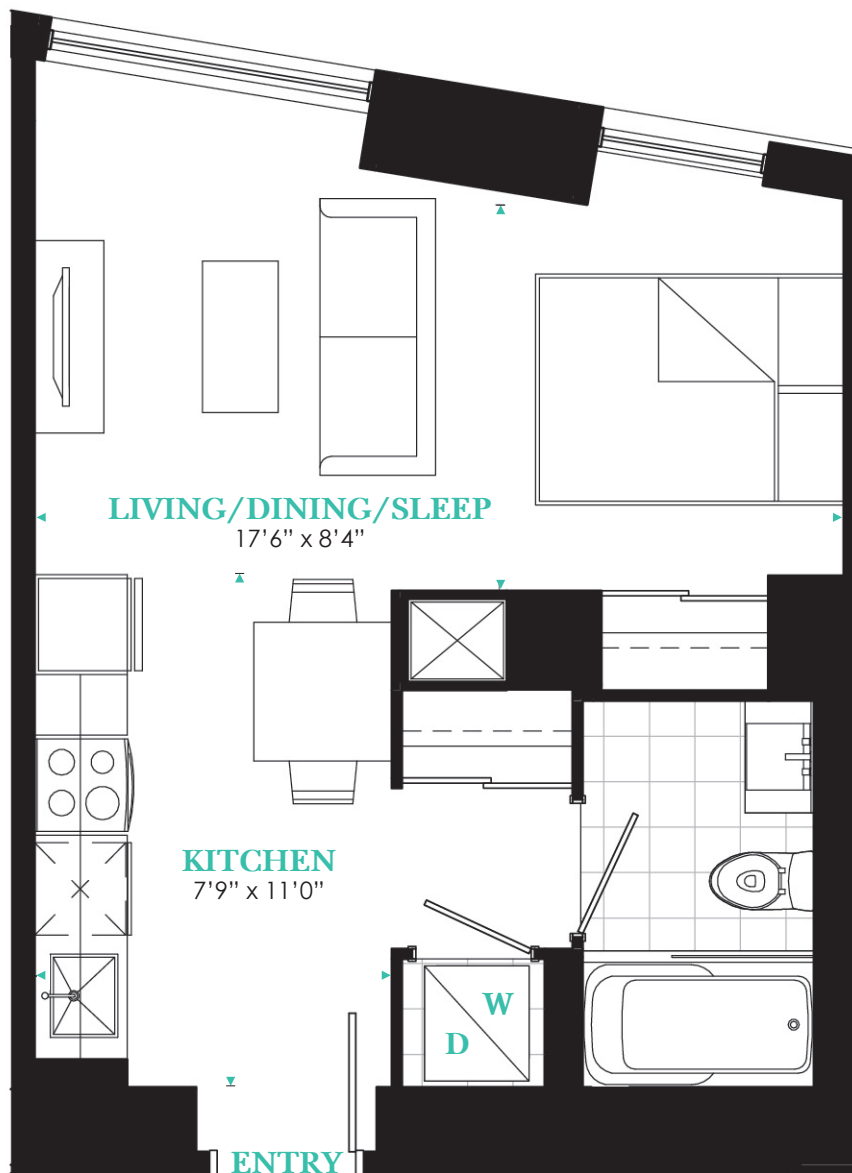 LIVING/DINING/SLEEP
17’6” x 8’4”
KITCHEN
7’9” x 11’0”
W
D
ENTRY